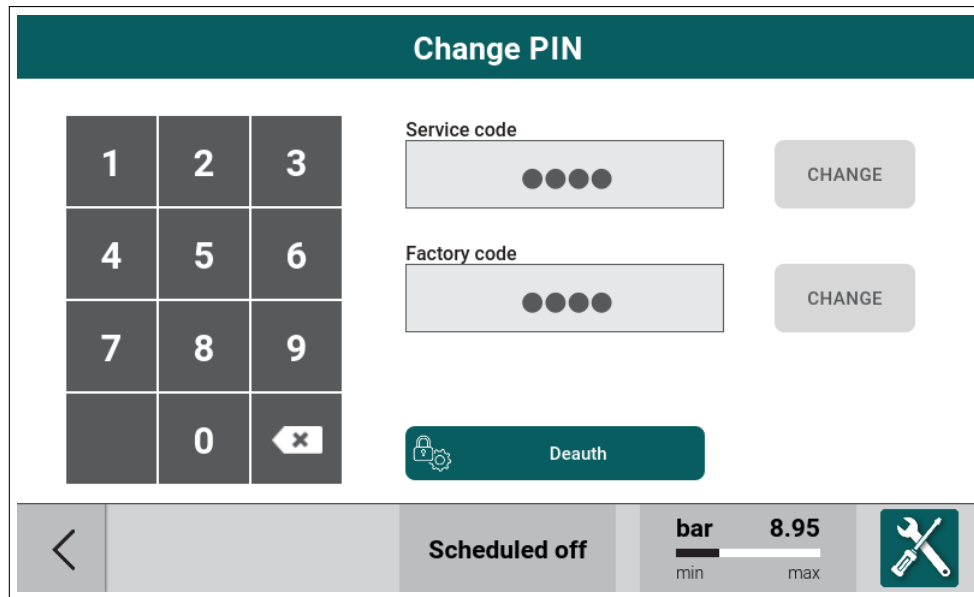 Change PIN
1 2 3
4 5 6
7 8 9
0
Service code
CHANGE
Factory code
CHANGE
Deauth
Scheduled off
bar 8.95
min max